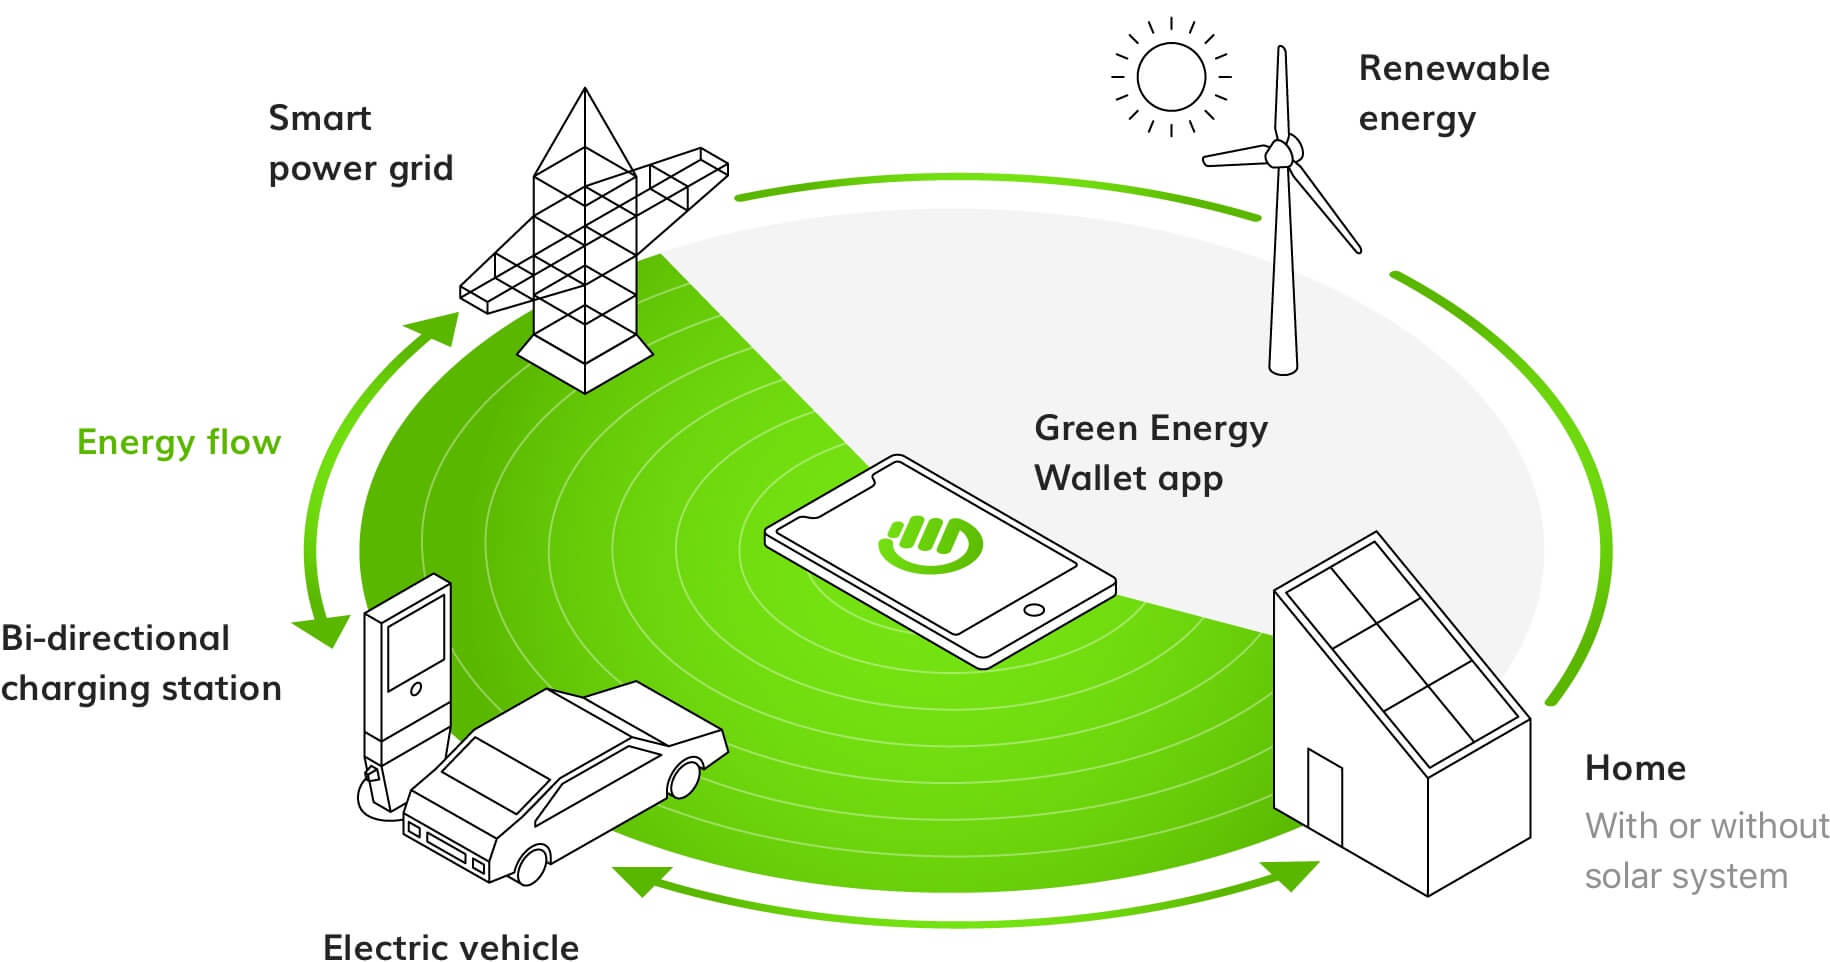 Renewable
energy
Smart
power grid
Green Energy
Wallet app
Energy flow
Bi-directional
charging station
Home
With or without
solar system
Electric vehicle